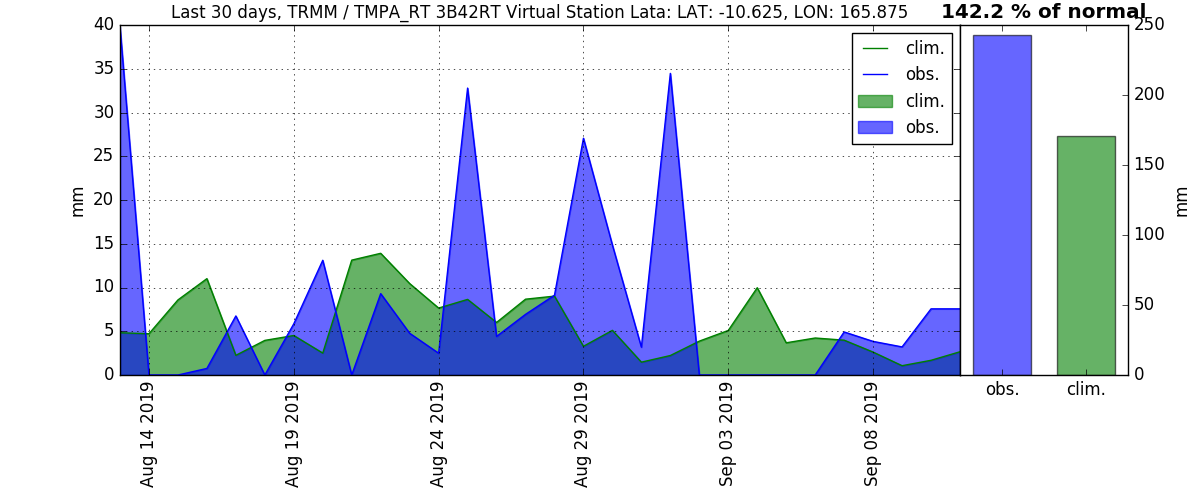 Last 30 days, TRMM / TMPA_RT 3B42RT Virtual Station Lata: LAT: -10.625, LON: 165.875
142.2 % of normal
clim.
obs.
clim.
obs.
mm
40
35
30
25
20
15
10
5
0
Aug 14 2019
Aug 19 2019
Aug 24 2019
Aug 29 2019
Sep 03 2019
Sep 08 2019
250
200
150
100
50
0
mm
obs.
clim.